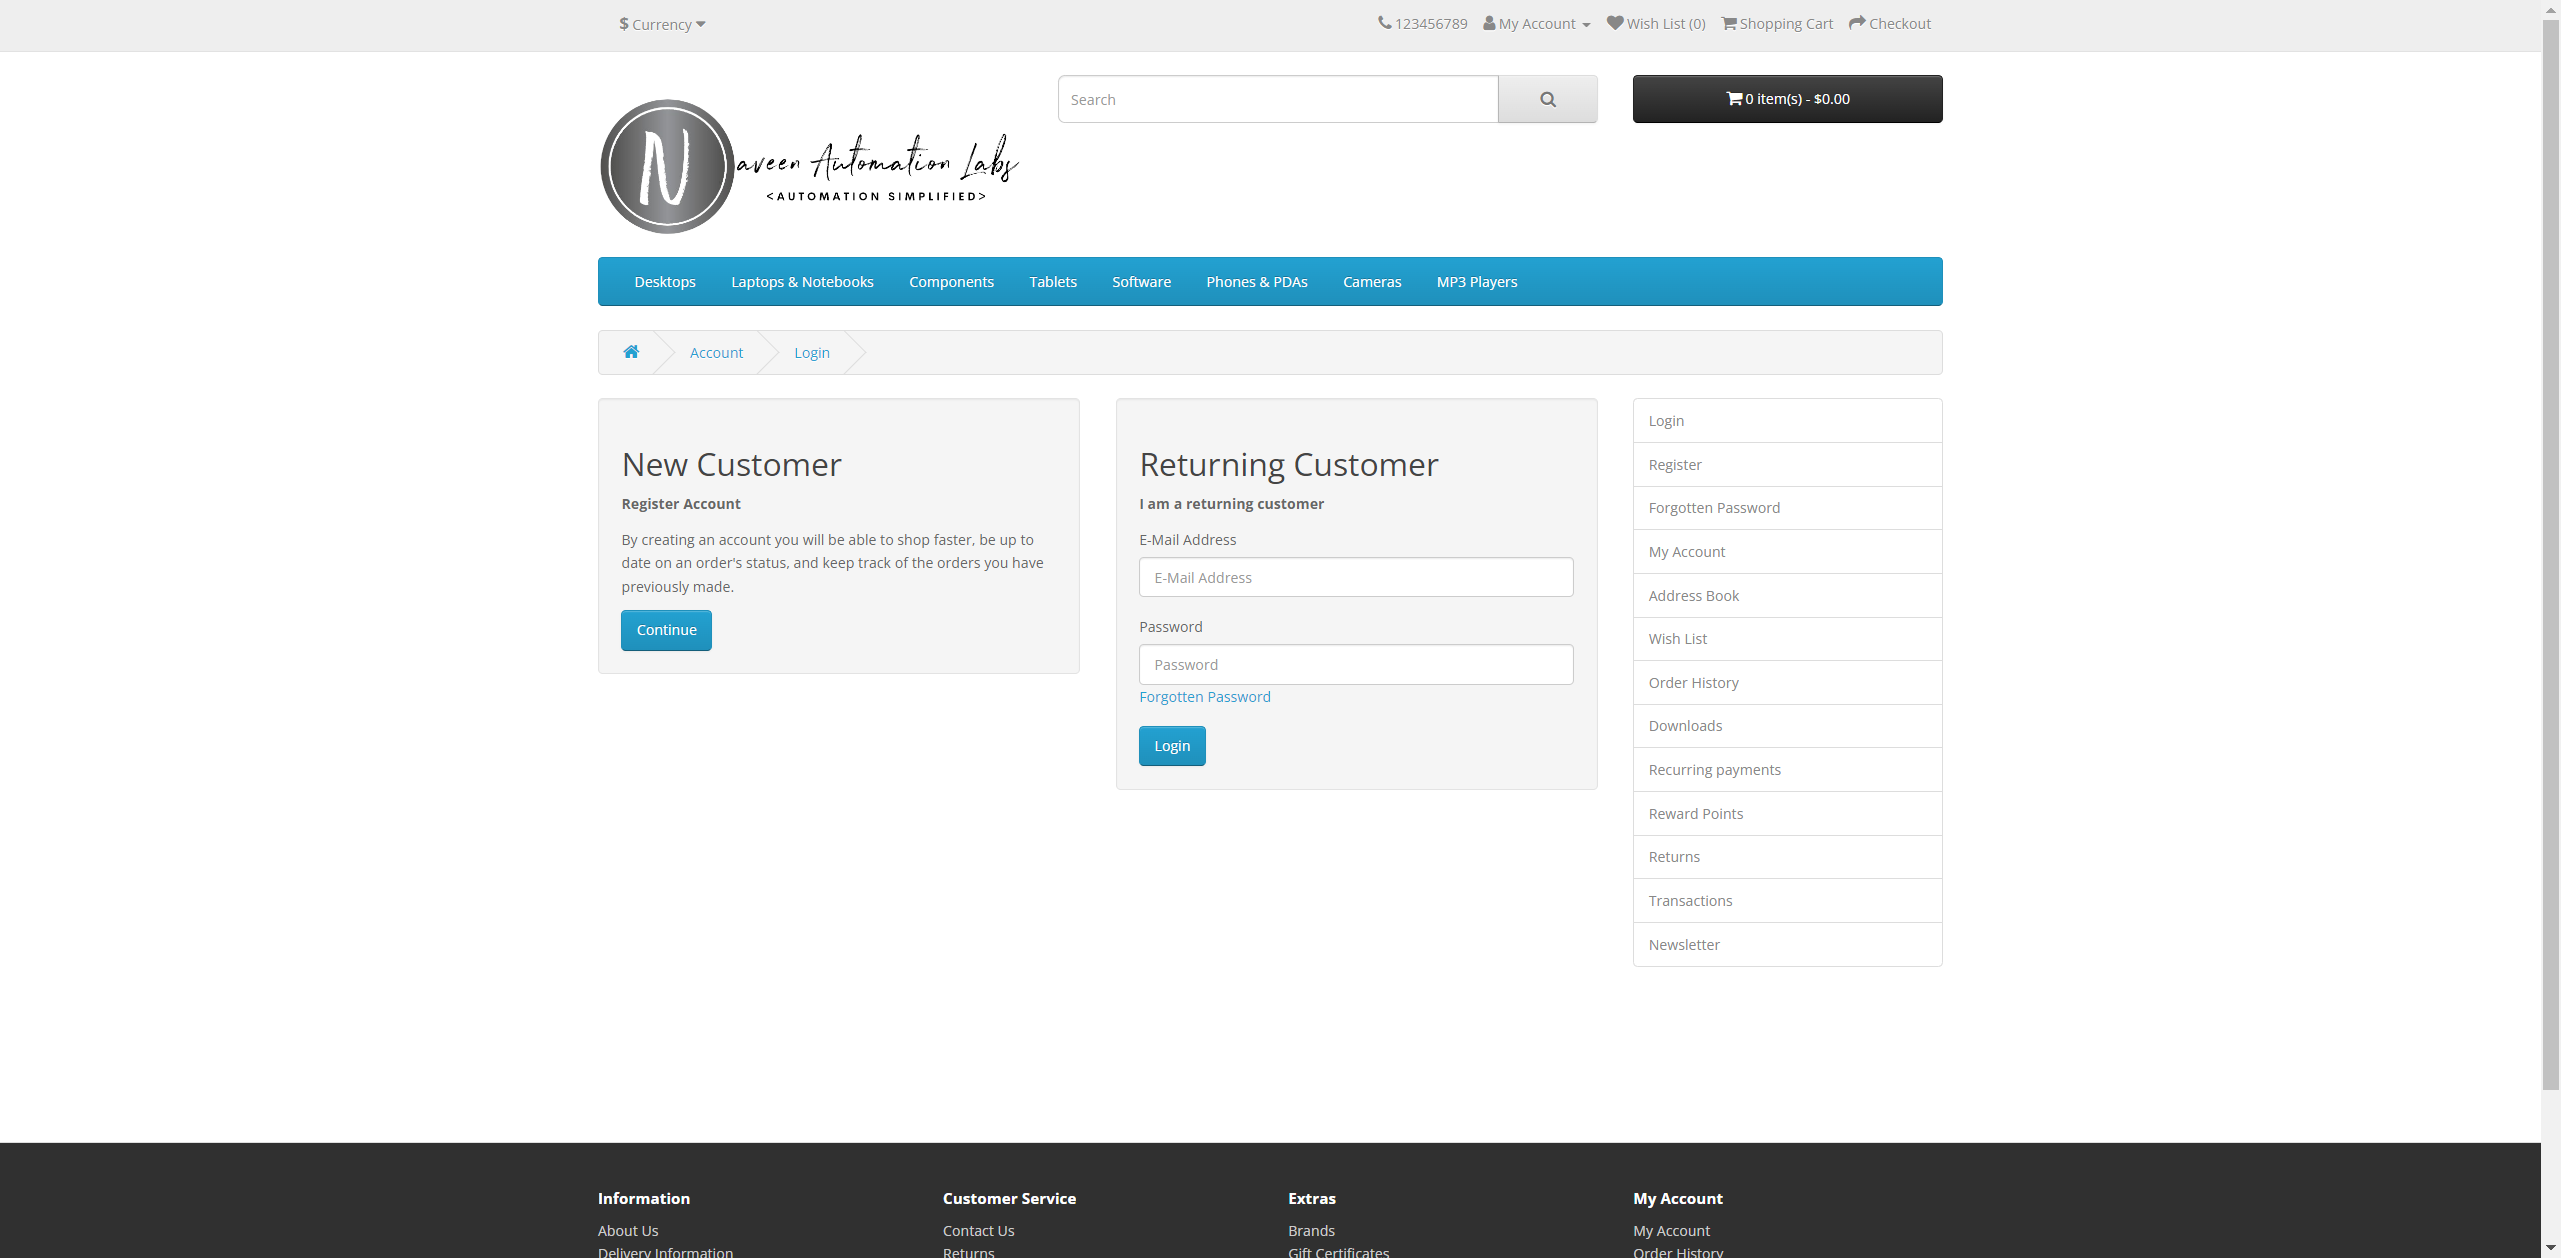 $ Currency
123456789 My Account Wish List (0) Shopping Cart Checkout
Search
0 item(s) - $0.00
Naveen Automation Labs
<AUTOMATION SIMPLIFIED>
Desktops Laptops & Notebooks Components Tablets Software Phones & PDAs Cameras MP3 Players
Account Login
New Customer
Register Account
By creating an account you will be able to shop faster, be up to
date on an order's status, and keep track of the orders you have
previously made.
Continue
Returning Customer
I am a returning customer
E-Mail Address
E-Mail Address
Password
Password
Forgotten Password
Login
Login
Register
Forgotten Password
My Account
Address Book
Wish List
Order History
Downloads
Recurring payments
Reward Points
Returns
Transactions
Newsletter
Information
About Us
Delivery Information
Customer Service
Contact Us
Returns
Extras
Brands
Gift Certificates
My Account
My Account
Order History